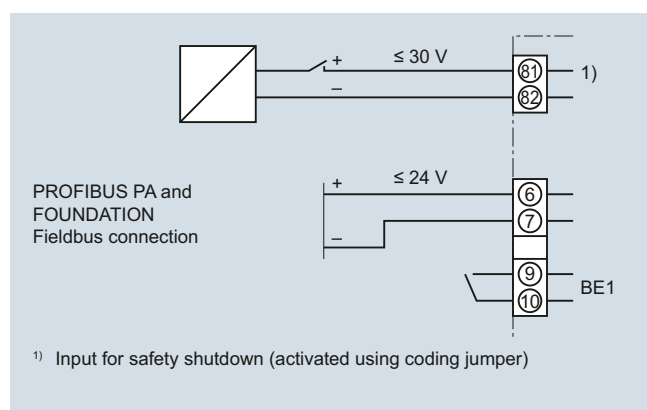 + ≤ 30 V
81 1)
–
82
PROFIBUS PA and
FOUNDATION
Fieldbus connection
+ ≤ 24 V
6
7
–
9
BE1
10
1) Input for safety shutdown (activated using coding jumper)